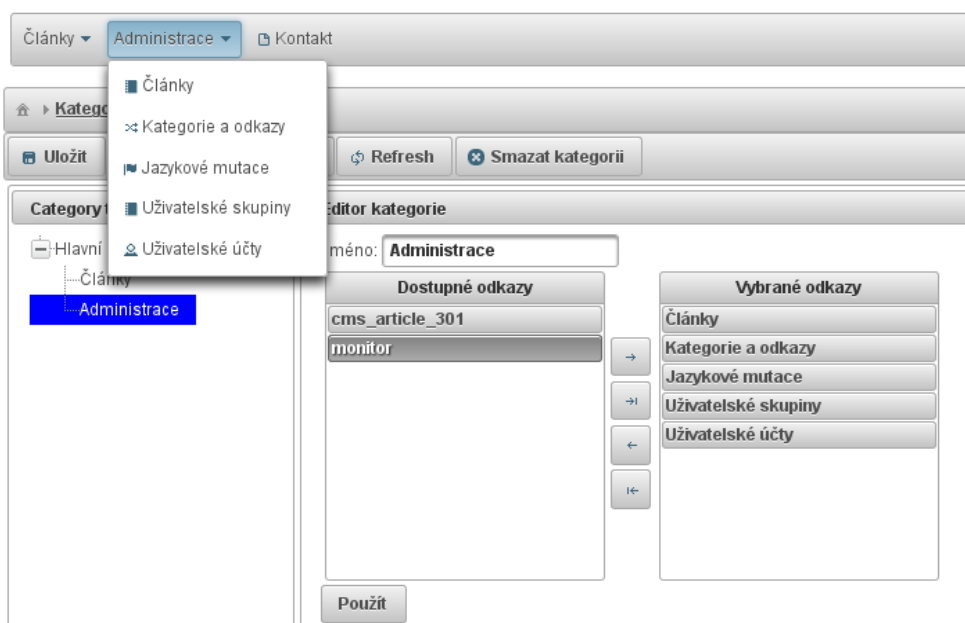 Články Administrace Kontakt
Články
Kategorie a odkazy
Jazykové mutace
Uživatelské skupiny
Uživatelské účty
Uložit Refresh Smazat kategorii
Category Editor kategorie
Hlavní
Články
Administrace
Jméno: Administrace
Dostupné odkazy
cms_article_301
monitor
Vybrané odkazy
Články
Kategorie a odkazy
Jazykové mutace
Uživatelské skupiny
Uživatelské účty
Použít